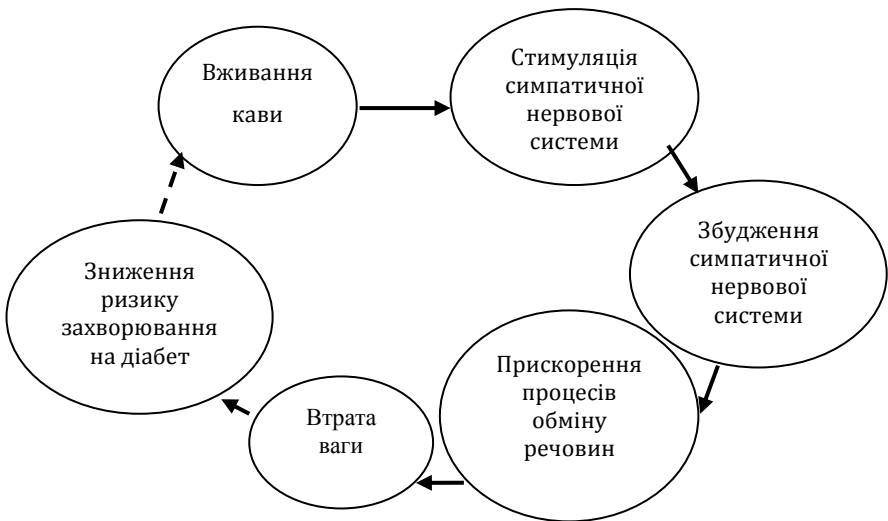 Вживання
кави
Стимуляція
симпатичної
нервової
системи
Збудження
симпатичної
нервової
системи
Прискорення
процесів
обміну
речовин
Втрата
ваги
Зниження
ризику
захворювання
на діабет